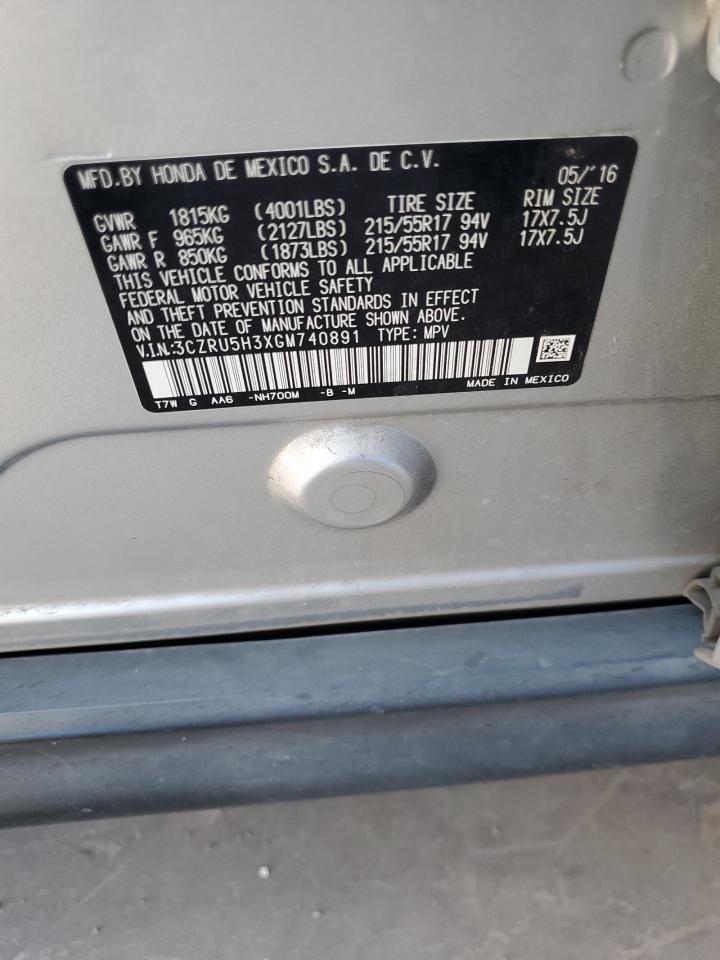 MFD.BY HONDA DE MEXICO S.A. DE C.V. 05/'16
TIRE SIZE RIM SIZE
GVWR 1815KG (4001LBS)
GAWR F 965KG (2127LBS) 215/55R17 94V 17X7.5J
GAWR R 850KG (1873LBS) 215/55R17 94V 17X7.5J
THIS VEHICLE CONFORMS TO ALL APPLICABLE
FEDERAL MOTOR VEHICLE SAFETY
AND THEFT PREVENTION STANDARDS IN EFFECT
ON THE DATE OF MANUFACTURE SHOWN ABOVE.
V.I.N:3CZRU5H3XGM740891 TYPE: MPV
T7W G AA6 -NH700M -B -M MADE IN MEXICO